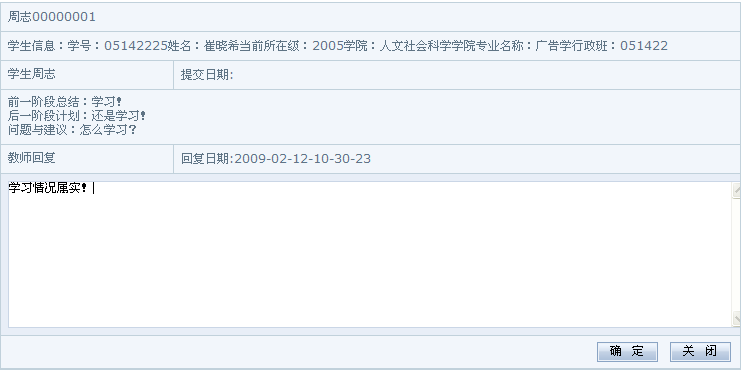 周志00000001
学生信息：学号：05142225姓名：崔晓希当前所在级：2005学院：人文社会科学学院专业名称：广告学行政班：051422
学生周志 提交日期:
前一阶段总结：学习!
后一阶段计划：还是学习!
问题与建议：怎么学习?
教师回复 回复日期:2009-02-12-10-30-23
学习情况属实!
确 定 关 闭